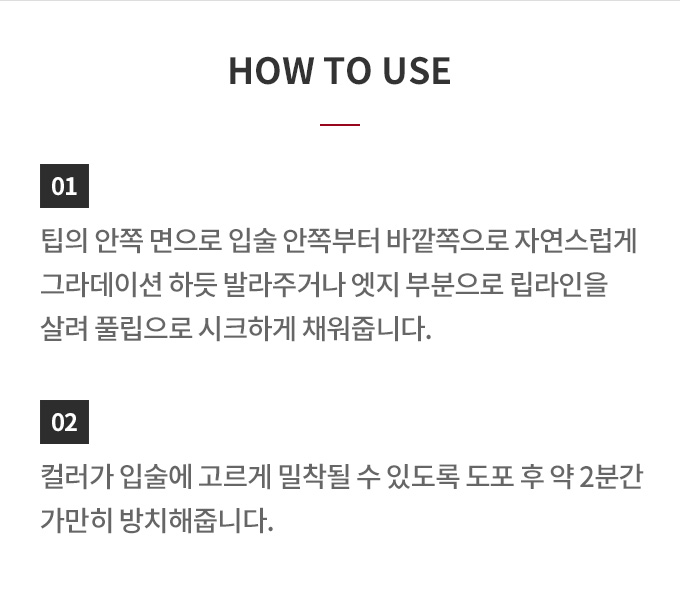 HOW TO USE
01
팁의 안쪽 면으로 입술 안쪽부터 바깥쪽으로 자연스럽게
그라데이션 하듯 발라주거나 엣지 부분으로 립라인을
살려 풀립으로 시크하게 채워줍니다.
02
컬러가 입술에 고르게 밀착될 수 있도록 도포 후 약 2분간
가만히 방치해줍니다.